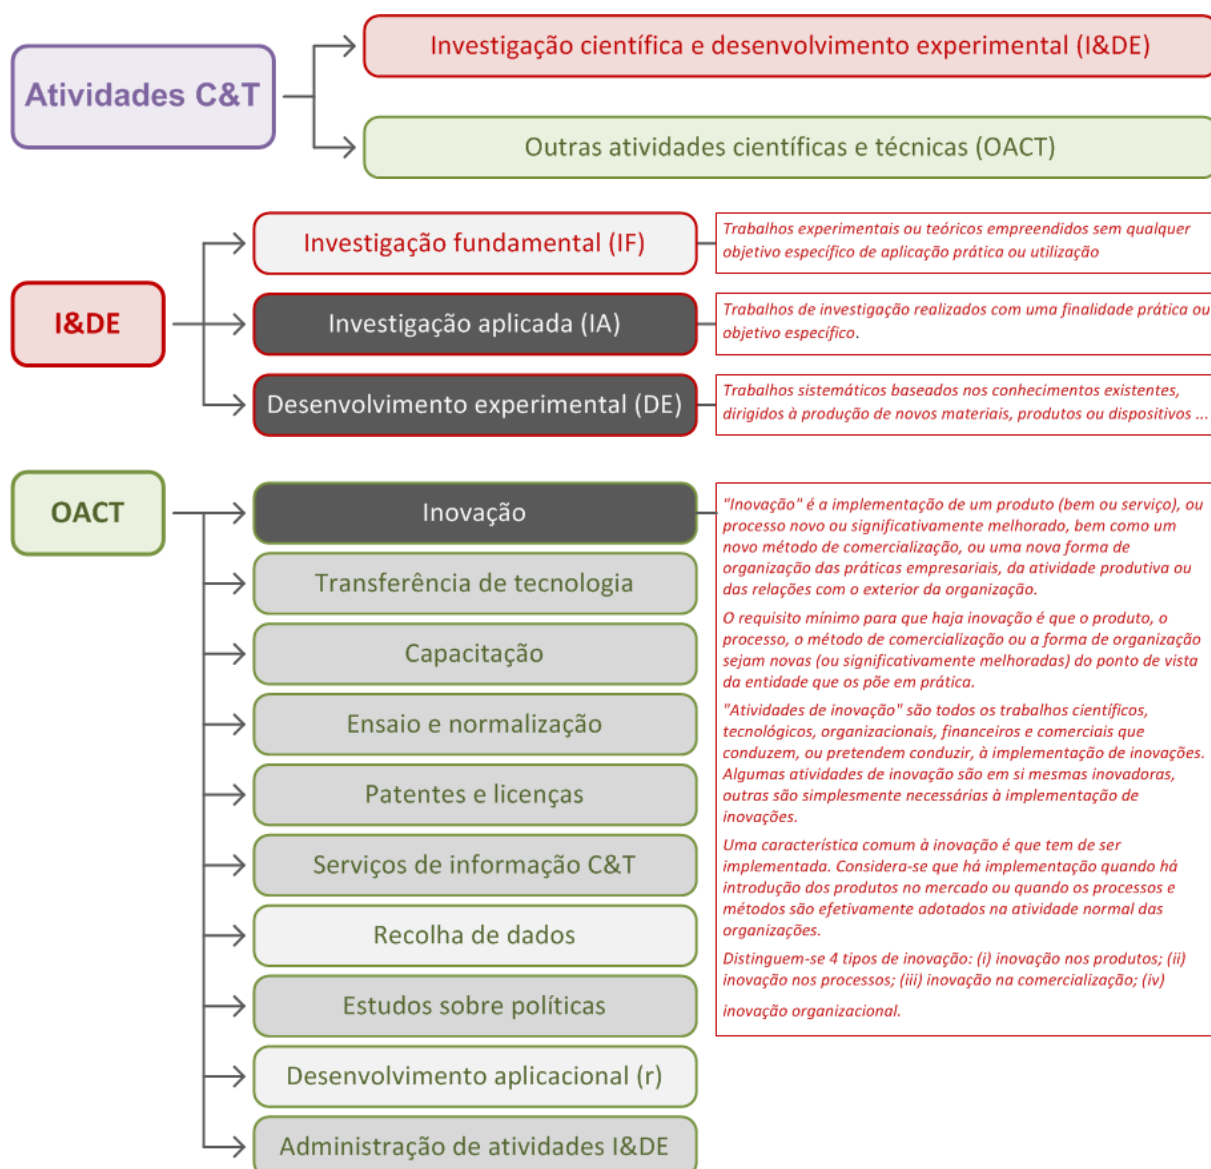 Atividades C&T
Investigação científica e desenvolvimento experimental (I&DE)
Outras atividades científicas e técnicas (OACT)
I&DE
Investigação fundamental (IF)
Trabalhos experimentais ou teóricos empreendidos sem qualquer
objetivo específico de aplicação prática ou utilização
Investigação aplicada (IA)
Trabalhos de investigação realizados com uma finalidade prática ou
objetivo específico.
Desenvolvimento experimental (DE)
Trabalhos sistemáticos baseados nos conhecimentos existentes,
dirigidos à produção de novos materiais, produtos ou dispositivos ...
OACT
Inovação
Transferência de tecnologia
Capacitação
Ensaio e normalização
Patentes e licenças
Serviços de informação C&T
Recolha de dados
Estudos sobre políticas
Desenvolvimento aplicacional (r)
Administração de atividades I&DE
"Inovação" é a implementação de um produto (bem ou serviço), ou
processo novo ou significativamente melhorado, bem como um
novo método de comercialização, ou uma nova forma de
organização das práticas empresariais, da atividade produtiva ou
das relações com o exterior da organização.
O requisito mínimo para que haja inovação é que o produto, o
processo, o método de comercialização ou a forma de organização
sejam novas (ou significativamente melhoradas) do ponto de vista
da entidade que os põe em prática.
"Atividades de inovação" são todos os trabalhos científicos,
tecnológicos, organizacionais, financeiros e comerciais que
conduzem, ou pretendem conduzir, à implementação de inovações.
Algumas atividades de inovação são em si mesmas inovadoras,
outras são simplesmente necessárias à implementação de
inovações.
Uma característica comum à inovação é que tem de ser
implementada. Considera-se que há implementação quando há
introdução dos produtos no mercado ou quando os processos e
métodos são efetivamente adotados na atividade normal das
organizações.
Distinguem-se 4 tipos de inovação: (i) inovação nos produtos; (ii)
inovação nos processos; (iii) inovação na comercialização; (iv)
inovação organizacional.